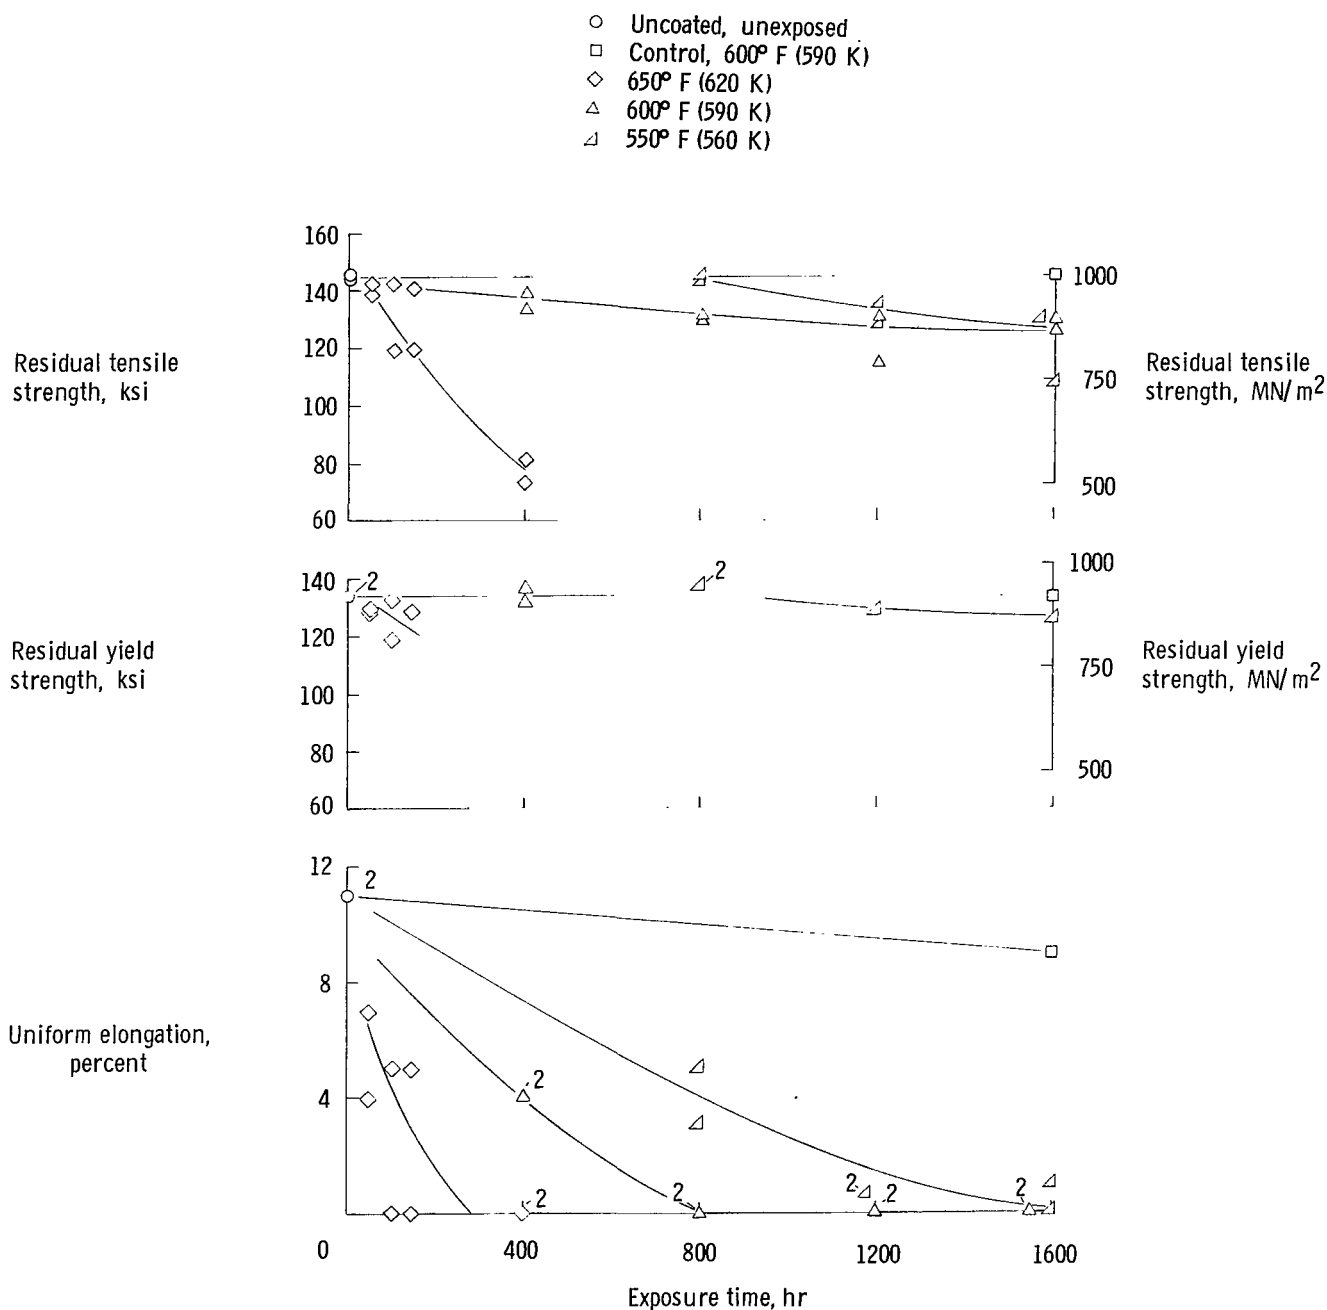 Uncoated, unexposed
Control, 600° F (590 K)
650° F (620 K)
600° F (590 K)
550° F (560 K)
160
140
120
100
80
60
Residual tensile
strength, ksi
1000
750
500
Residual tensile
strength, MN/m²
140
120
100
80
60
2
2
Residual yield
strength, ksi
1000
750
500
Residual yield
strength, MN/m²
12
8
4
0
2
2
2
2
2
2
2
Uniform elongation,
percent
400
800
1200
1600
Exposure time, hr